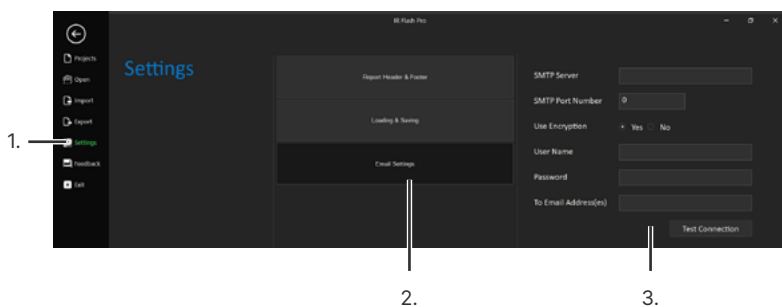 IR Flash Pro
Projects
Open
Import
Export
Settings
Feedback
Exit
Settings
Report Header & Footer
Loading & Saving
Email Settings
SMTP Server
SMTP Port Number 0
Use Encryption Yes No
User Name
Password
To Email Address(es)
Test Connection
1.
2.
3.